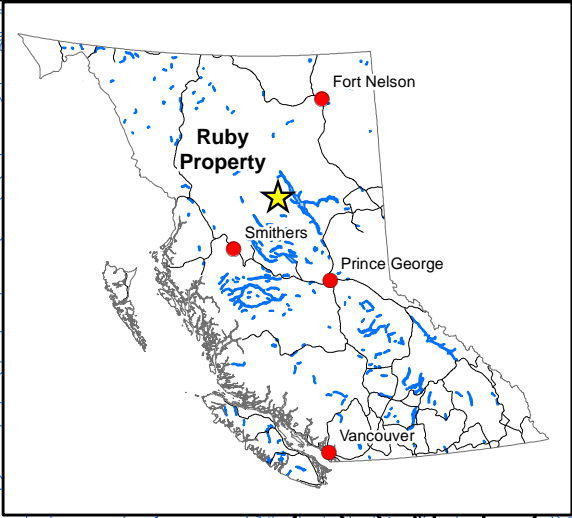 Fort Nelson
Ruby
Property
Smithers
Prince George
Vancouver